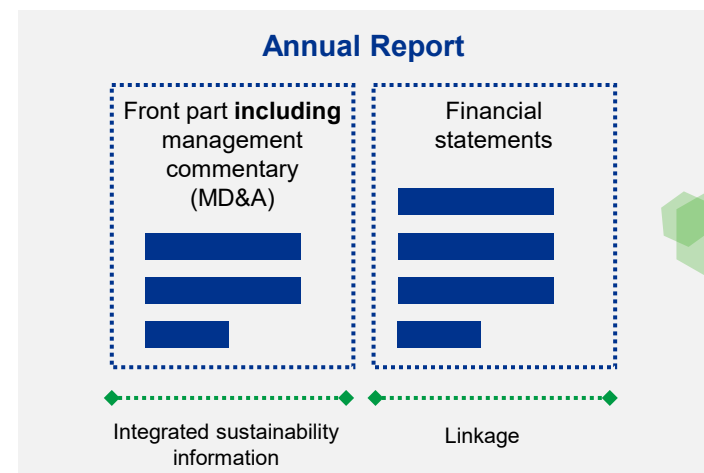 Annual Report
Front part including
management
commentary
(MD&A)
Financial
statements
Integrated sustainability
information
Linkage